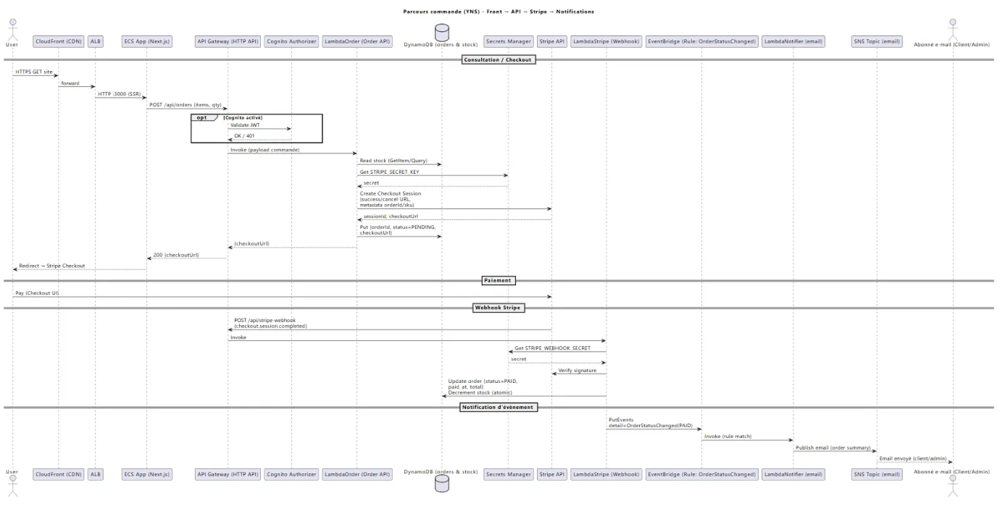 Parcours commande (YNS) - Front → API → Stripe → Notifications
User
CloudFront (CDN)
ALB
ECS App (Next.js)
API Gateway (HTTP API)
Cognito Authorizer
LambdaOrder (Order API)
DynamoDB (orders & stock)
Secrets Manager
Stripe API
LambdaStripe (Webhook)
EventBridge (Rule: OrderStatusChanged)
LambdaNotifier (email)
SNS Topic (email)
Abonné e-mail (Client/Admin)
Consultation / Checkout
HTTPS GET site
forward
HTTP :3000 (SSR)
POST /api/orders (items, qty)
opt
[Cognito activé]
Validate JWT
OK / 401
Invoke (payload commande)
Read stock (GetItem/Query)
Get STRIPE_SECRET_KEY
secret
Create Checkout Session
(success/cancel URL,
metadata orderId/sku)
sessionId, checkoutUrl
Put (orderId, status=PENDING,
checkoutUrl)
(checkoutUrl)
200 (checkoutUrl)
Redirect → Stripe Checkout
Paiement
Pay (Checkout UI)
Webhook Stripe
POST /api/stripe-webhook
(checkout.session.completed)
Invoke
Get STRIPE_WEBHOOK_SECRET
secret
Verify signature
Update order (status=PAID,
paid_at, total)
Decrement stock (atomic)
Notification d'évènement
PutEvents
detail=OrderStatusChanged(PAID)
Invoke (rule match)
Publish email (order summary)
Email envoyé (client/admin)
User
CloudFront (CDN)
ALB
ECS App (Next.js)
API Gateway (HTTP API)
Cognito Authorizer
LambdaOrder (Order API)
DynamoDB (orders & stock)
Secrets Manager
Stripe API
LambdaStripe (Webhook)
EventBridge (Rule: OrderStatusChanged)
LambdaNotifier (email)
SNS Topic (email)
Abonné e-mail (Client/Admin)